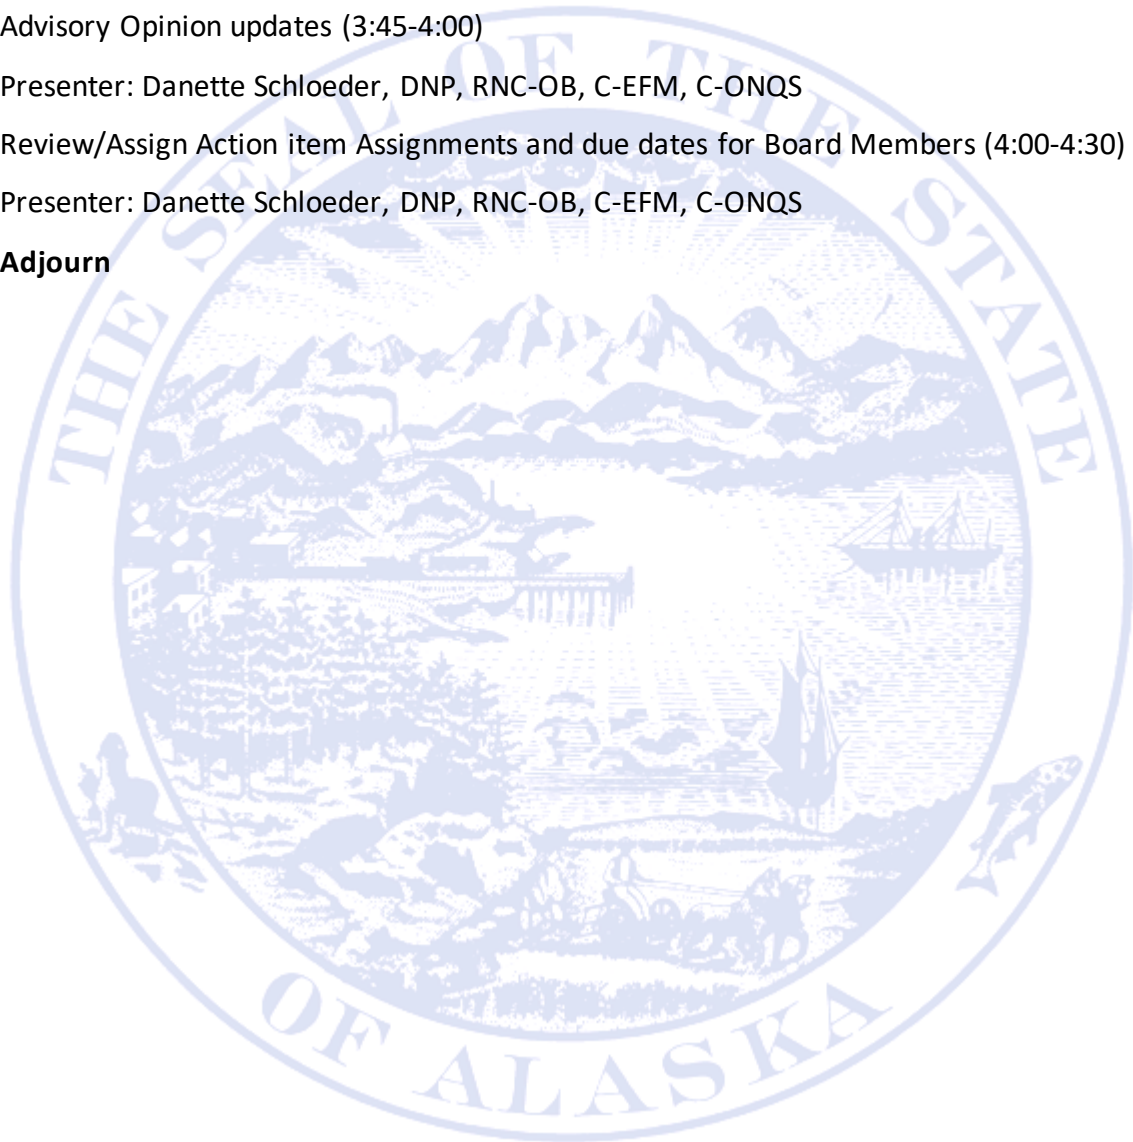 Advisory Opinion updates (3:45-4:00)
Presenter: Danette Schloeder, DNP, RNC-OB, C-EFM, C-ONQS
Review/Assign Action item Assignments and due dates for Board Members (4:00-4:30)
Presenter: Danette Schloeder, DNP, RNC-OB, C-EFM, C-ONQS
Adjourn
THE SEAL OF THE STATE
OF ALASKA